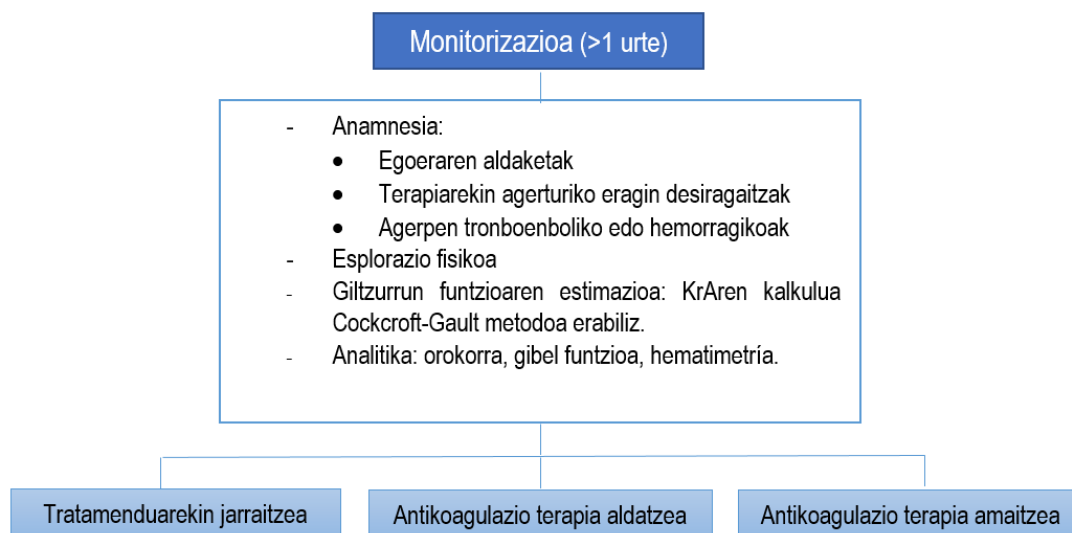 Monitorizazioa (>1 urte)
- Anamnesia:
• Egoeraren aldaketak
• Terapiarekin agerturiko eragin desiragaitzak
• Agerpen tronboenboliko edo hemorragikoak
- Esplorazio fisikoa
- Giltzurrun funtzioaren estimazioa: KrAren kalkulua
Cockcroft-Gault metodoa erabiliz.
- Analitika: orokorra, gibel funtzioa, hematimetría.
Tratamenduarekin jarraitzea
Antikoagulazio terapia aldatzea
Antikoagulazio terapia amaitzea